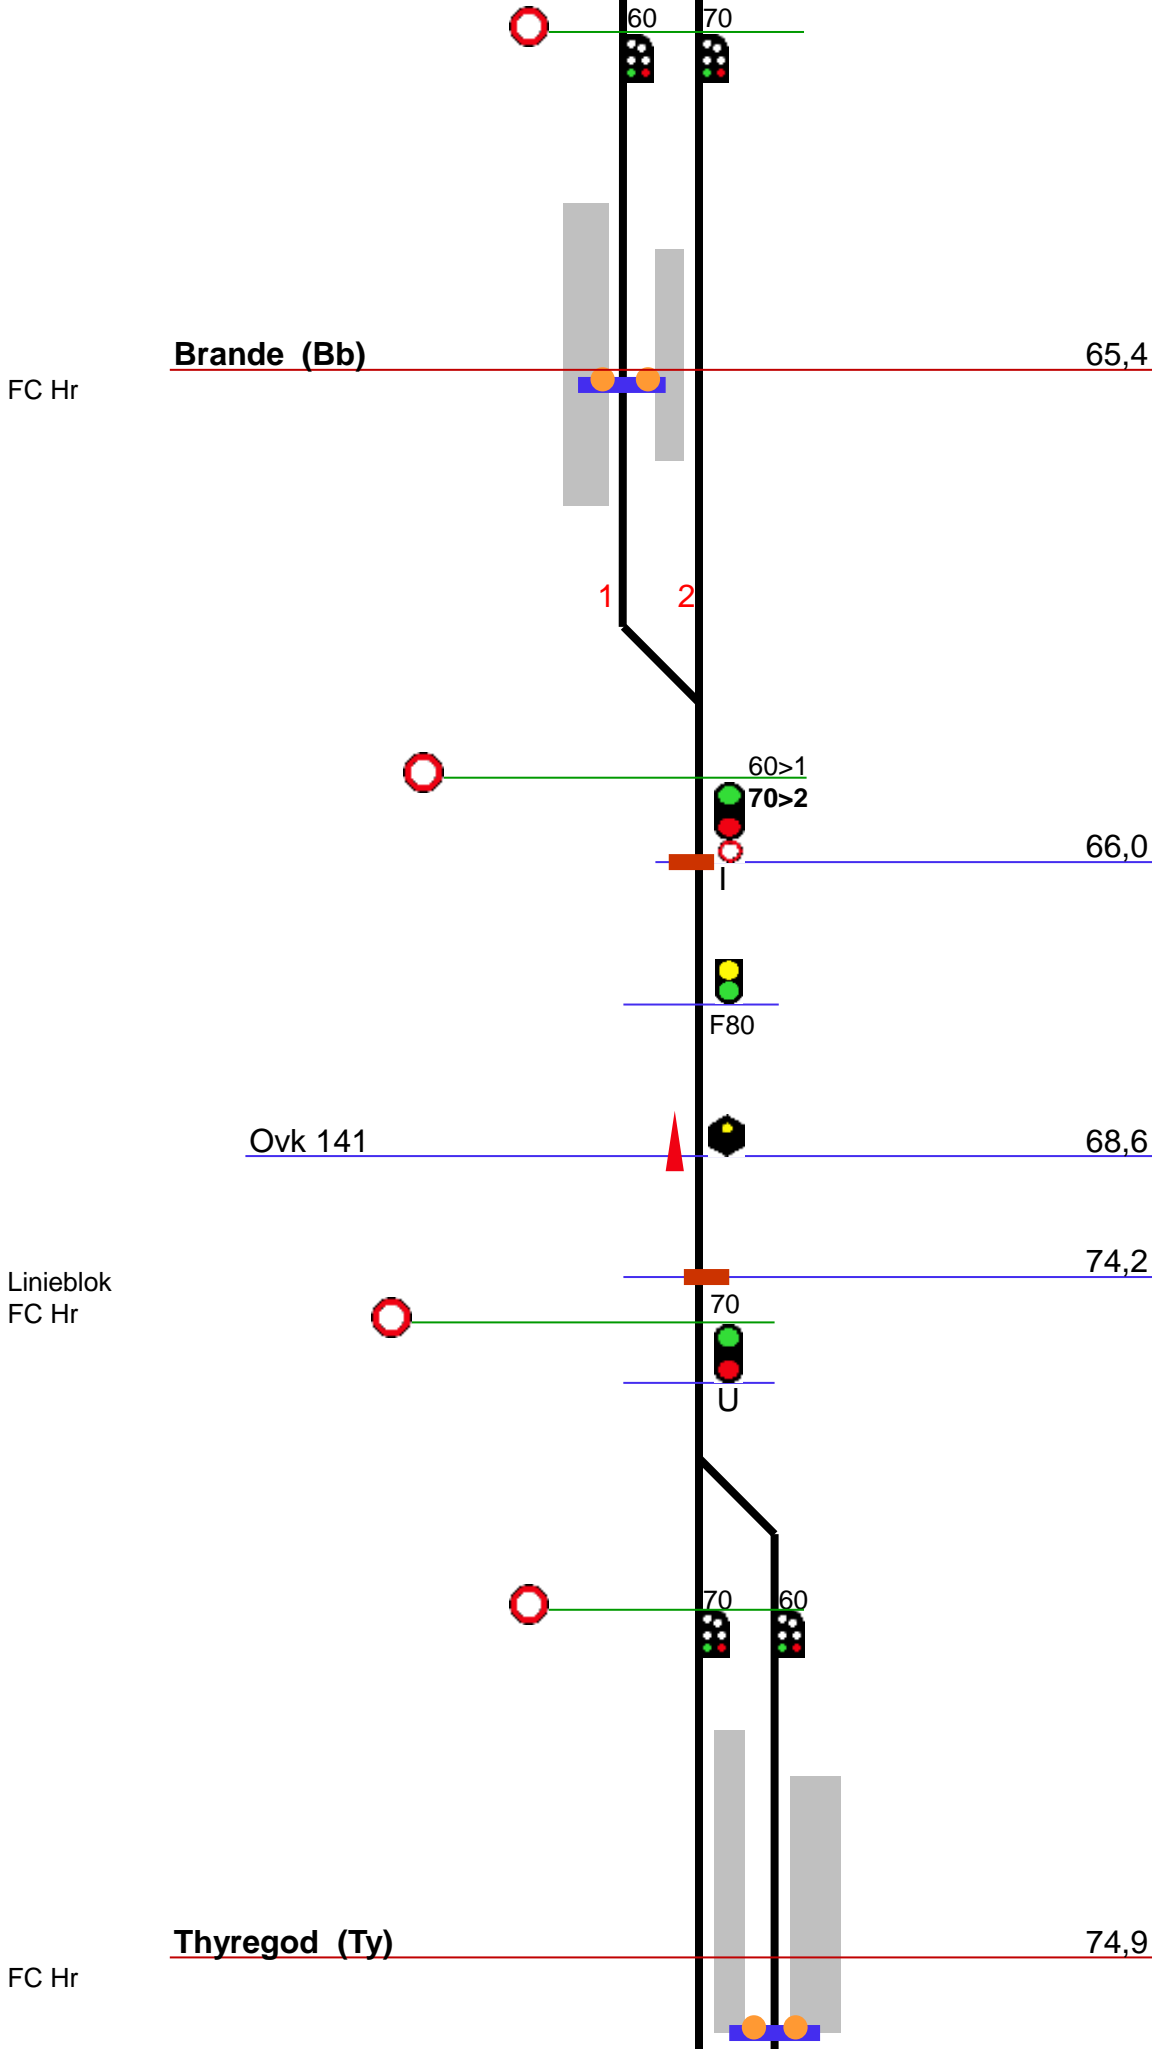 60 70
Brande (Bb) 65,4
FC Hr
1 2
60>1
70>2
66,0
I
F80
Ovk 141 68,6
74,2
Linieblok
70
FC Hr
U
70 60
Thyregod (Ty) 74,9
FC Hr